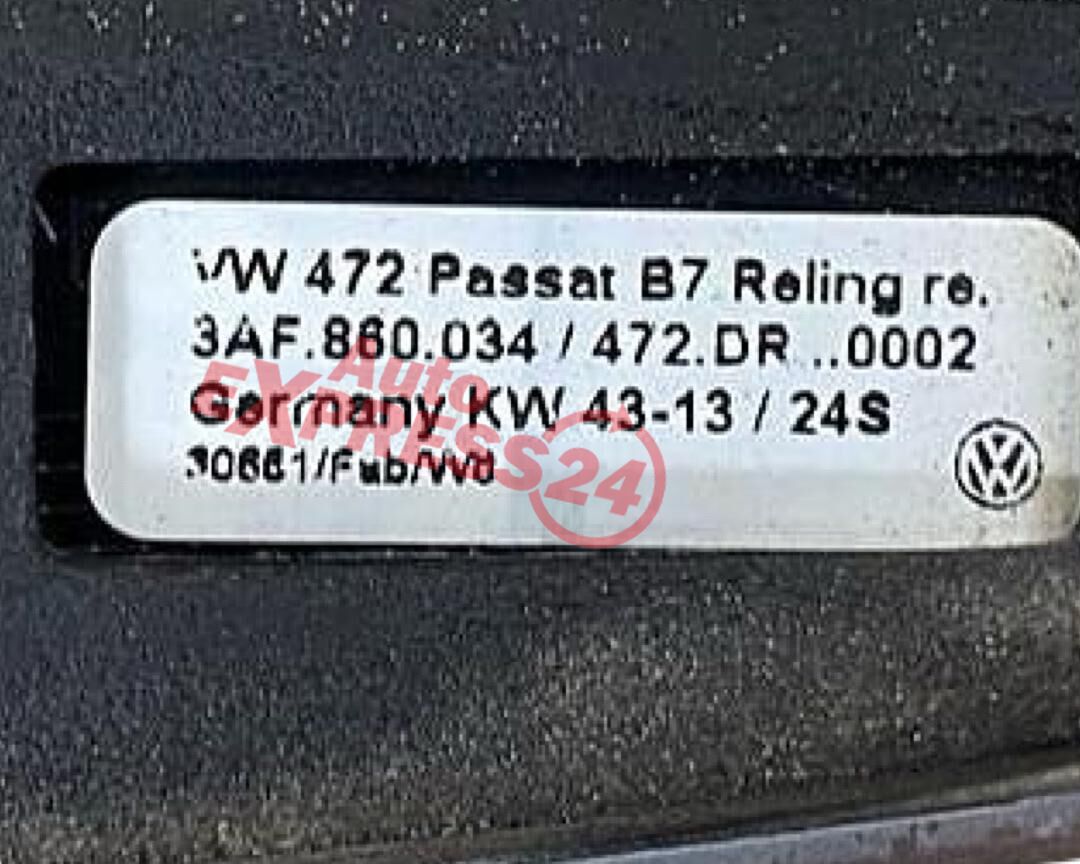 VW 472 Passat B7 Reling re.
3AF.860.034 / 472.DR ..0002
Germany KW 43-13 / 24S
Auto
EXPRESS24